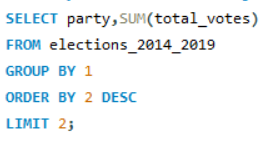 SELECT party,SUM(total_votes)
FROM elections_2014_2019
GROUP BY 1
ORDER BY 2 DESC
LIMIT 2;